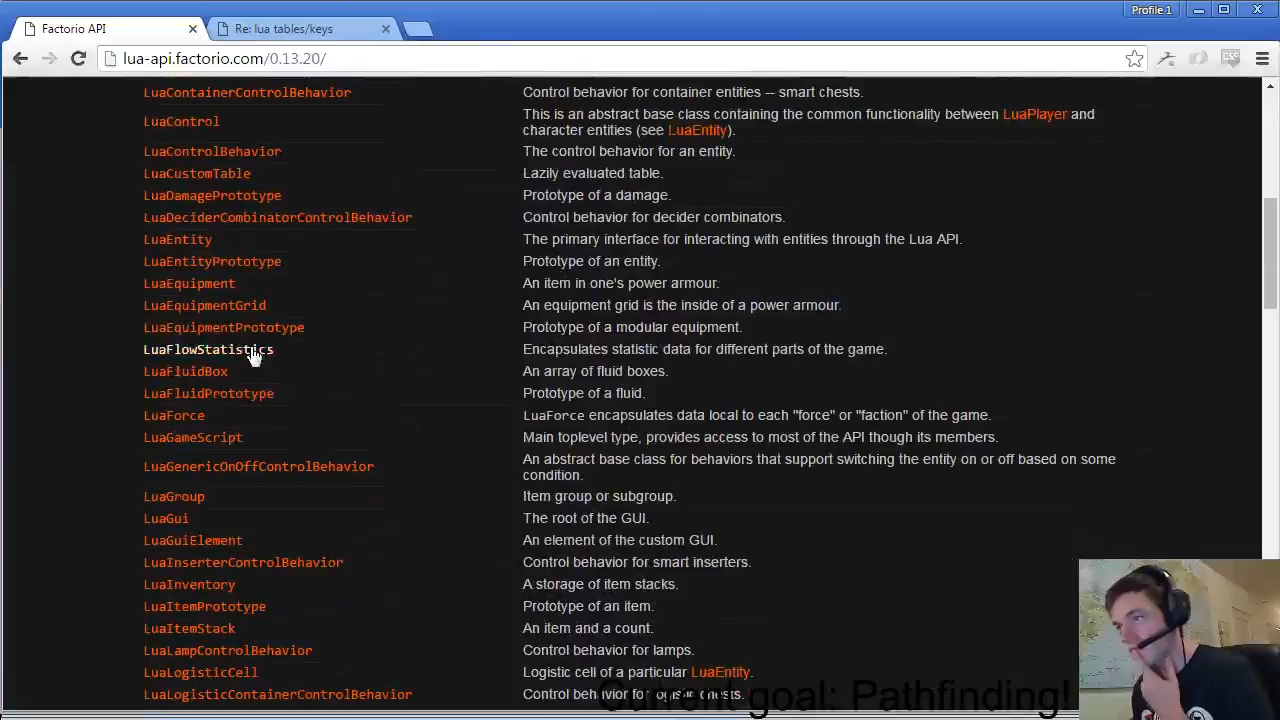 Profile 1
Factorio API
Re: lua tables/keys
lua-api.factorio.com/0.13.20/
LuaContainerControlBehavior Control behavior for container entities -- smart chests.
LuaControl This is an abstract base class containing the common functionality between LuaPlayer and
character entities (see LuaEntity).
LuaControlBehavior The control behavior for an entity.
LuaCustomTable Lazily evaluated table.
LuaDamagePrototype Prototype of a damage.
LuaDeciderCombinatorControlBehavior Control behavior for decider combinators.
LuaEntity The primary interface for interacting with entities through the Lua API.
LuaEntityPrototype Prototype of an entity.
LuaEquipment An item in one's power armour.
LuaEquipmentGrid An equipment grid is the inside of a power armour.
LuaEquipmentPrototype Prototype of a modular equipment.
LuaFlowStatistics Encapsulates statistic data for different parts of the game.
LuaFluidBox An array of fluid boxes.
LuaFluidPrototype Prototype of a fluid.
LuaForce LuaForce encapsulates data local to each "force" or "faction" of the game.
LuaGameScript Main toplevel type, provides access to most of the API though its members.
LuaGenericOnOffControlBehavior An abstract base class for behaviors that support switching the entity on or off based on some
condition.
LuaGroup Item group or subgroup.
LuaGui The root of the GUI.
LuaGuiElement An element of the custom GUI.
LuaInserterControlBehavior Control behavior for smart inserters.
LuaInventory A storage of item stacks.
LuaItemPrototype Prototype of an item.
LuaItemStack An item and a count.
LuaLampControlBehavior Control behavior for lamps.
LuaLogisticCell Logistic cell of a particular LuaEntity.
LuaLogisticContainerControlBehavior Control behavior for logistic chests.
Current goal: Pathfinding!